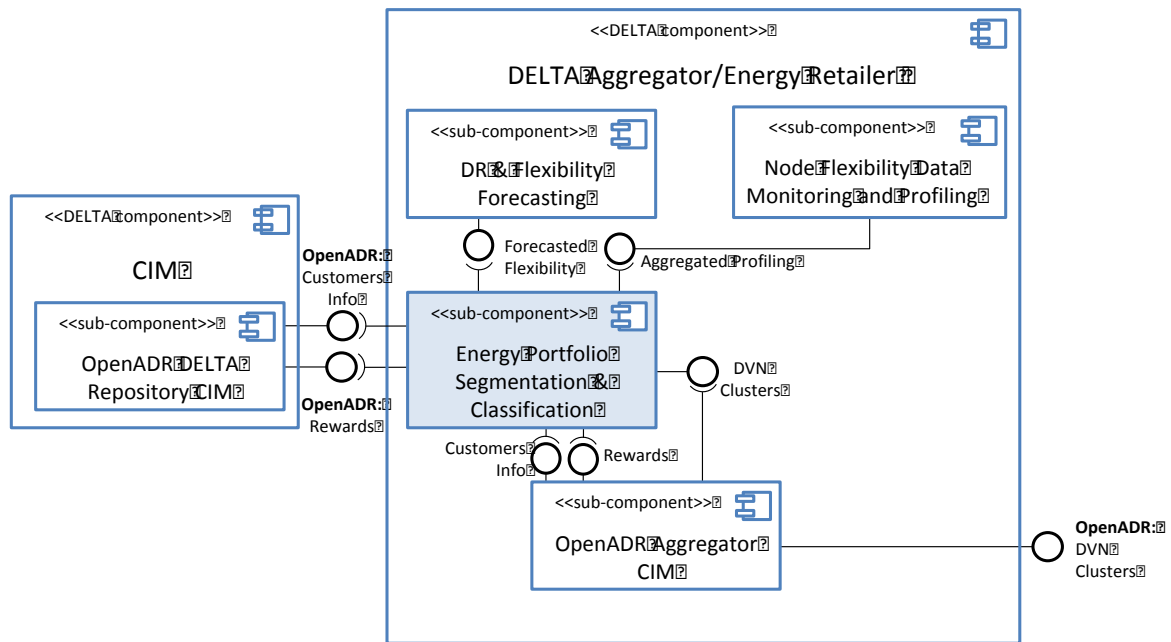 <<DELTA component>>
DELTA Aggregator/Energy Retailer
<<sub-component>>
DR & Flexibility
Forecasting
<<sub-component>>
Node Flexibility Data
Monitoring and Profiling
<<DELTA component>>
CIM
<<sub-component>>
OpenADR DELTA
Repository CIM
OpenADR:
Customers
Info
OpenADR:
Rewards
Forecasted
Flexibility
Aggregated Profiling
<<sub-component>>
Energy Portfolio
Segmentation &
Classification
DVN
Clusters
Customers
Info
Rewards
<<sub-component>>
OpenADR Aggregator
CIM
OpenADR:
DVN
Clusters